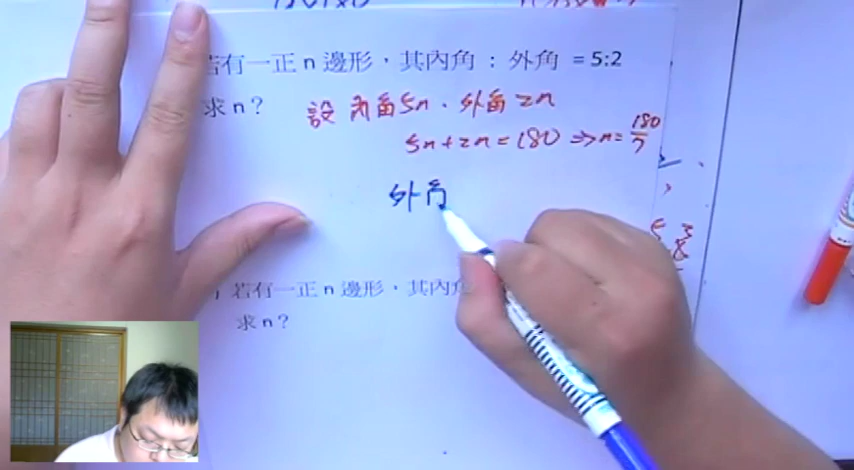 若有一正 n 邊形，其內角：外角 = 5:2
求 n？
設 內角5n、外角 2n
5n+2n=180 ⇒ n=180/7
外角
若有一正 n 邊形，其內角
求 n？